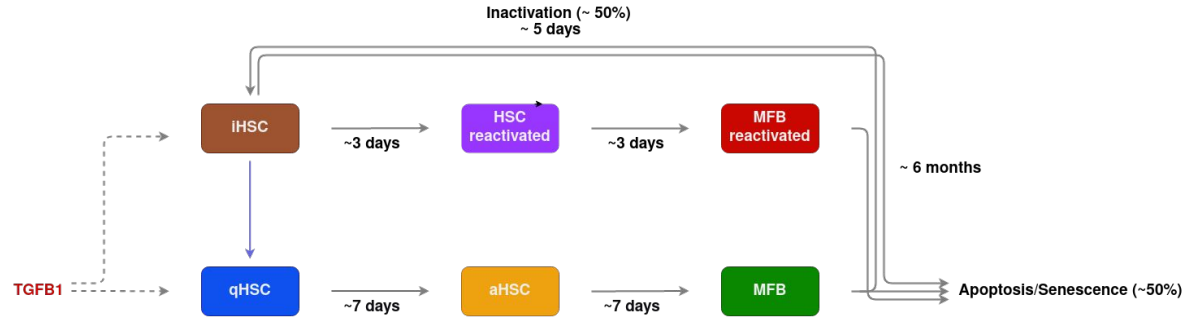 Inactivation (~ 50%)
~ 5 days
iHSC
~3 days
HSC
reactivated
~3 days
MFB
reactivated
~ 6 months
TGFB1
qHSC
~7 days
aHSC
~7 days
MFB
Apoptosis/Senescence (~50%)